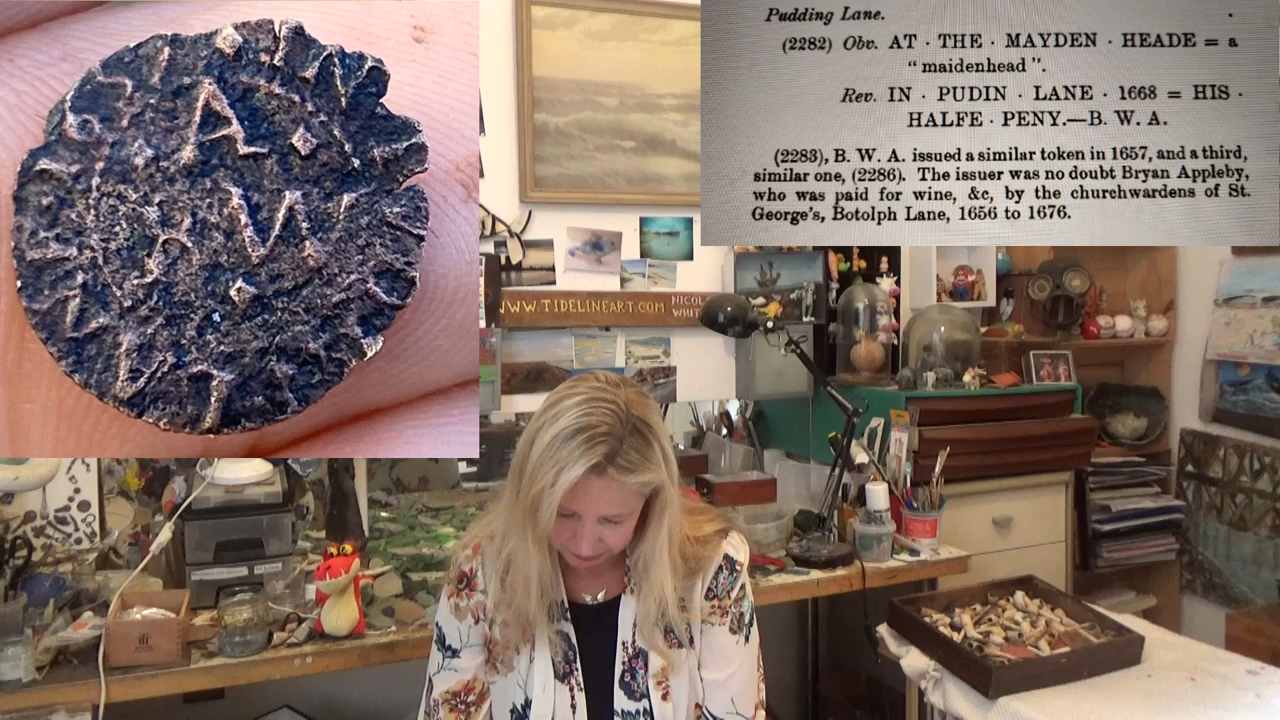 A
Pudding Lane.
(2282) Obv. AT · THE · MAYDEN · HEADE = a
"maidenhead".
Rev. IN · PUDIN · LANE · 1668 = HIS ·
HALFE · PENY.—B. W. A.
(2283), B. W. A. issued a similar token in 1657, and a third,
similar one, (2286). The issuer was no doubt Bryan Appleby,
who was paid for wine, &c, by the churchwardens of St.
George's, Botolph Lane, 1656 to 1676.
WWW.TIDELINEART.COM
NICOLA
WHITE